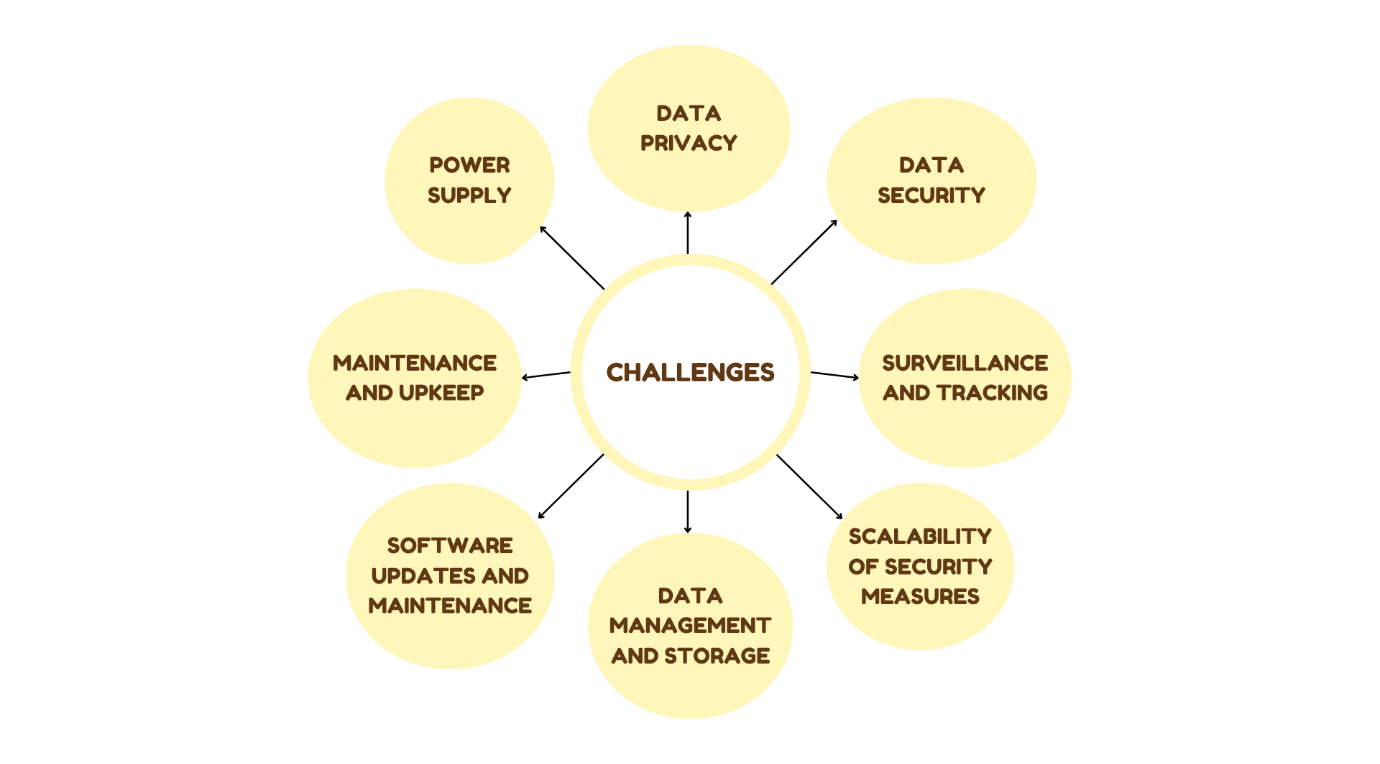 DATA
PRIVACY
POWER
SUPPLY
DATA
SECURITY
MAINTENANCE
AND UPKEEP
CHALLENGES
SURVEILLANCE
AND TRACKING
SOFTWARE
UPDATES AND
MAINTENANCE
DATA
MANAGEMENT
AND STORAGE
SCALABILITY
OF SECURITY
MEASURES